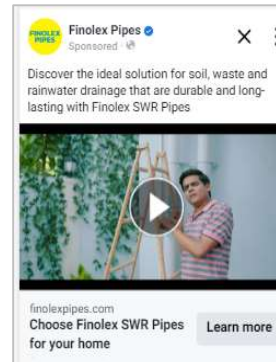 FINOLEX
PIPES
Finolex Pipes
Sponsored ·
Discover the ideal solution for soil, waste and
rainwater drainage that are durable and long-
lasting with Finolex SWR Pipes
finolexpipes.com
Choose Finolex SWR Pipes
for your home
Learn more